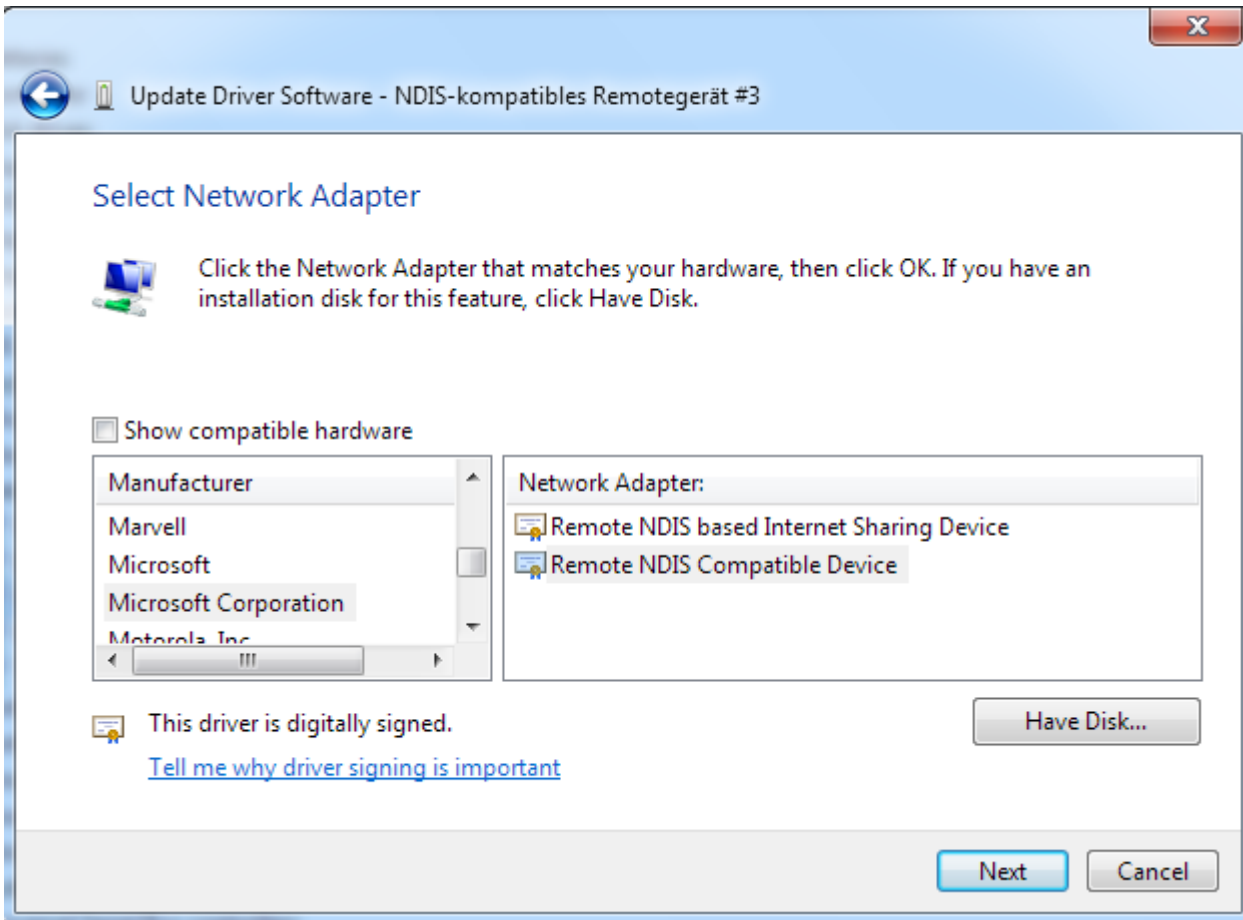 Update Driver Software - NDIS-kompatibles Remotegerät #3
Select Network Adapter
Click the Network Adapter that matches your hardware, then click OK. If you have an
installation disk for this feature, click Have Disk.
Show compatible hardware
Manufacturer
Marvell
Microsoft
Microsoft Corporation
Motorola, Inc.
Network Adapter:
Remote NDIS based Internet Sharing Device
Remote NDIS Compatible Device
This driver is digitally signed.
Have Disk...
Tell me why driver signing is important
Next
Cancel